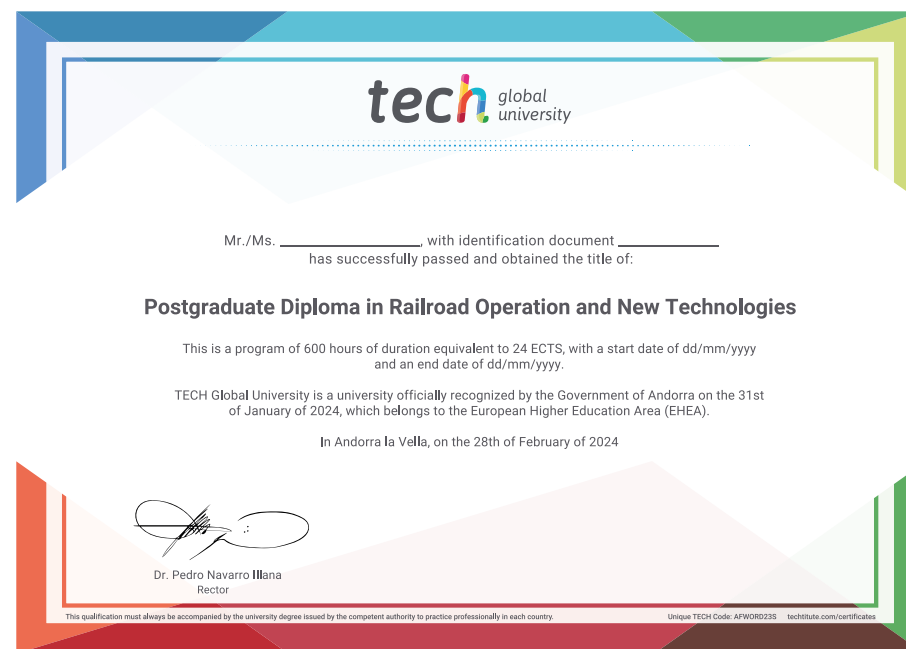 tech global
university
Mr./Ms. ____________________, with identification document ______________
has successfully passed and obtained the title of:
Postgraduate Diploma in Railroad Operation and New Technologies
This is a program of 600 hours of duration equivalent to 24 ECTS, with a start date of dd/mm/yyyy
and an end date of dd/mm/yyyy.
TECH Global University is a university officially recognized by the Government of Andorra on the 31st
of January of 2024, which belongs to the European Higher Education Area (EHEA).
In Andorra la Vella, on the 28th of February of 2024
Dr. Pedro Navarro Illana
Rector
This qualification must always be accompanied by the university degree issued by the competent authority to practice professionally in each country.
Unique TECH Code: AFWORD23S techtitute.com/certificates